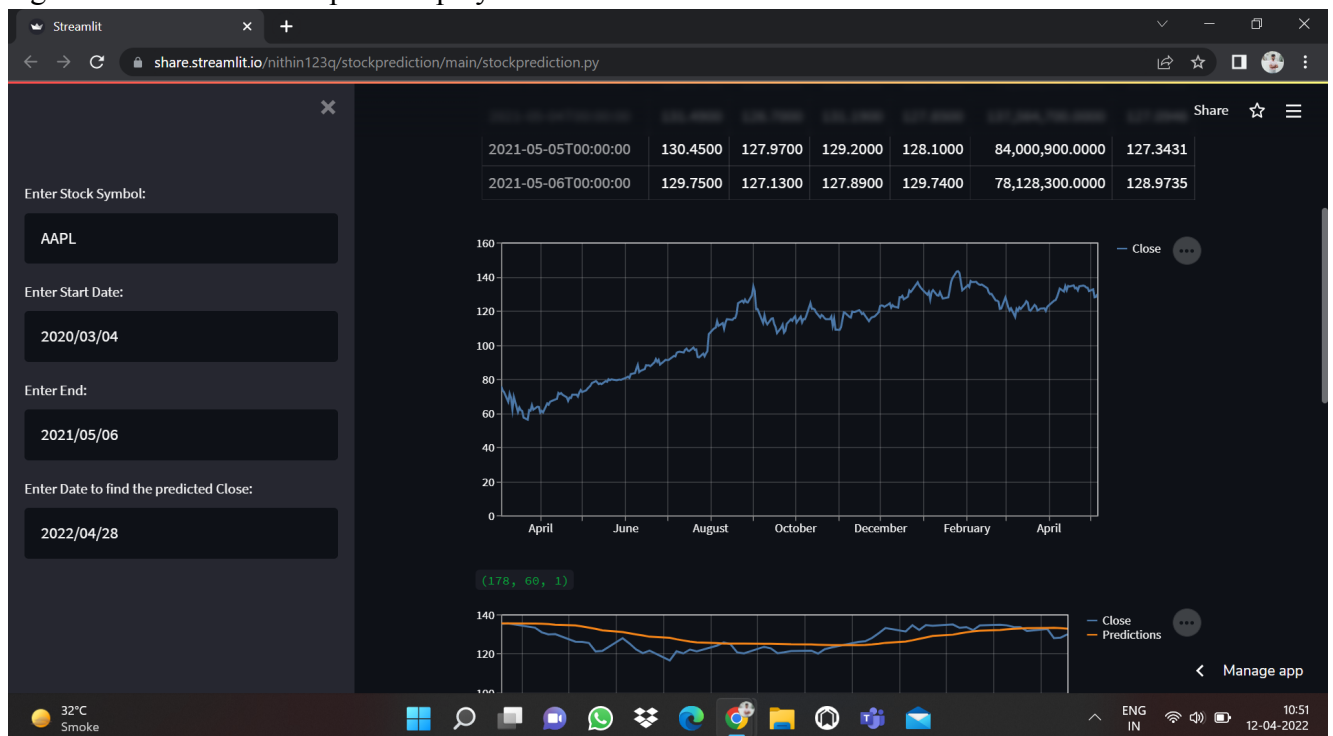 Streamlit
share.streamlit.io/nithin123q/stockprediction/main/stockprediction.py
Share
2021-05-05T00:00:00 130.4500 127.9700 129.2000 128.1000 84,000,900.0000 127.3431
2021-05-06T00:00:00 129.7500 127.1300 127.8900 129.7400 78,128,300.0000 128.9735
Enter Stock Symbol:
AAPL
Enter Start Date:
2020/03/04
Enter End:
2021/05/06
Enter Date to find the predicted Close:
2022/04/28
160
140
120
100
80
60
40
20
0
April June August October December February April
Close
(178, 60, 1)
140
120
Close
Predictions
Manage app
32°C
Smoke
ENG
IN
10:51
12-04-2022